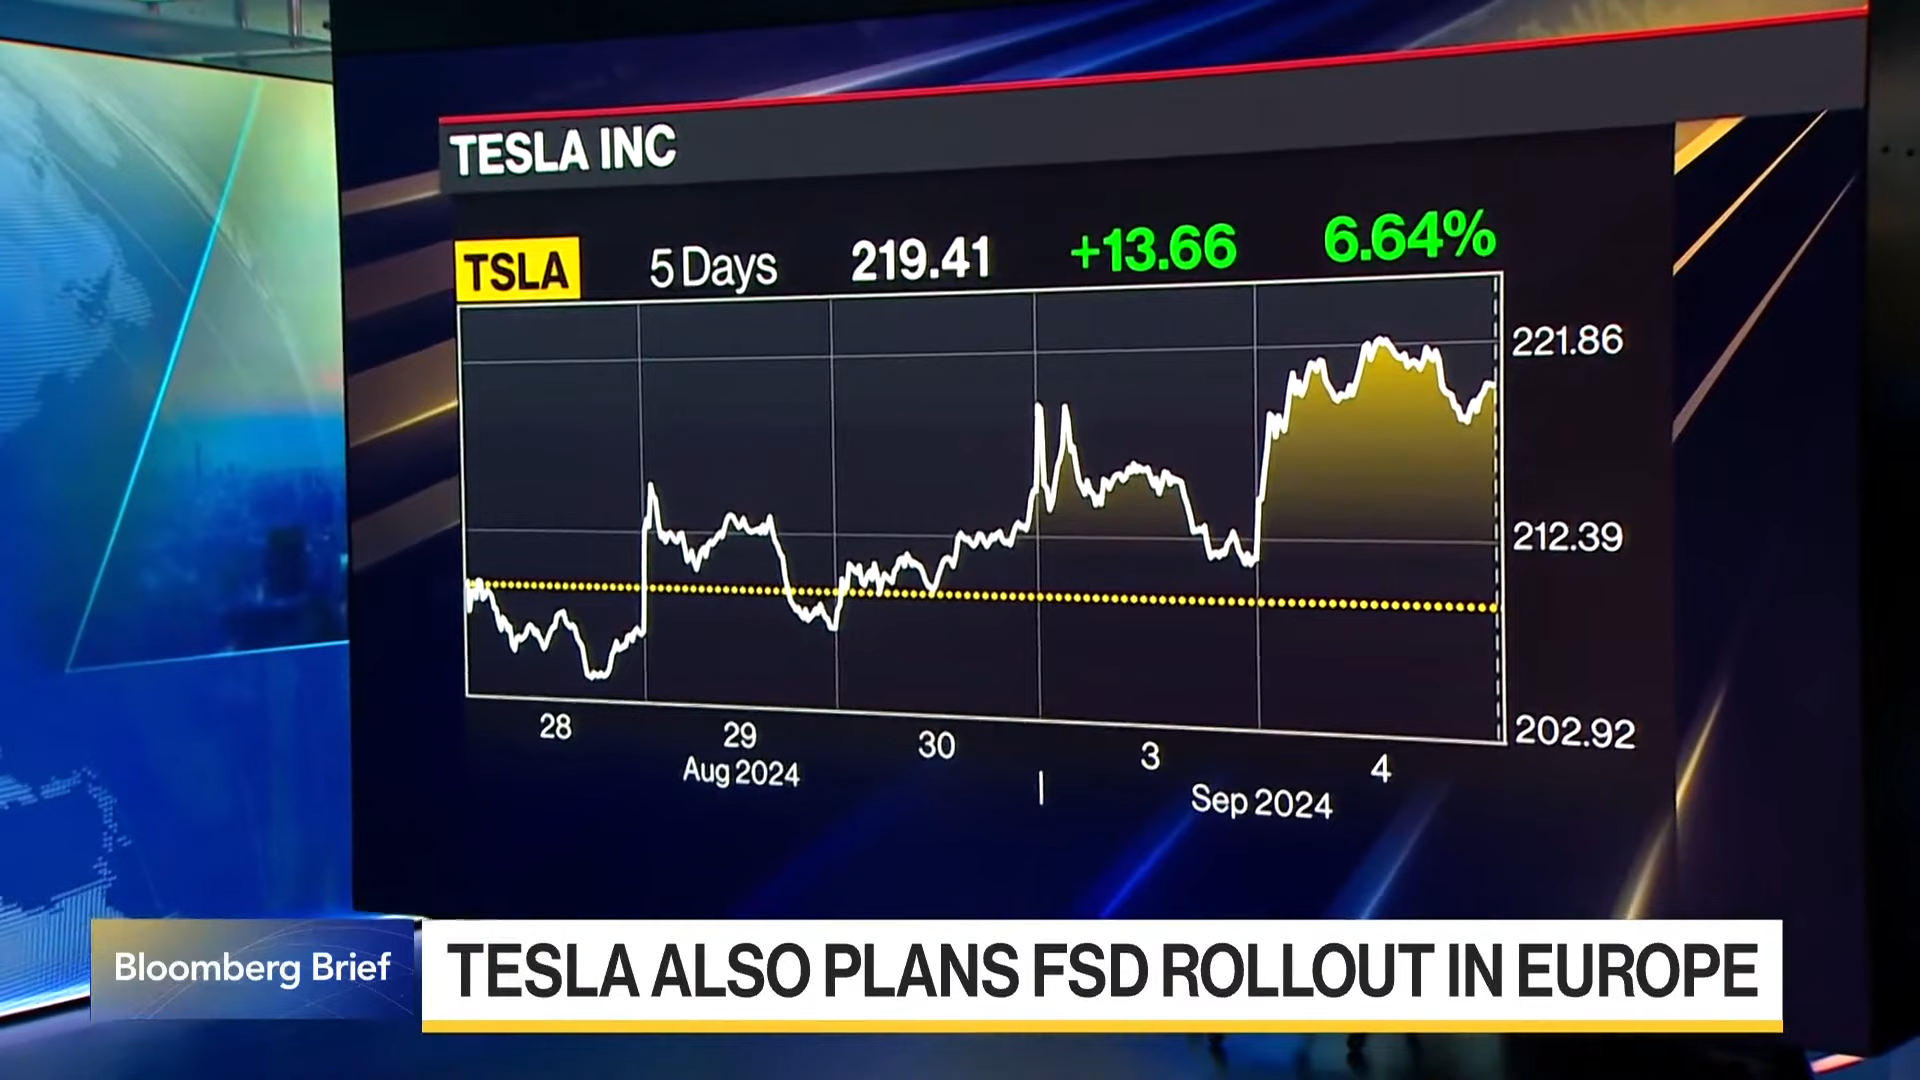 TESLA INC
TSLA 5 Days 219.41 +13.66 6.64%
221.86
212.39
202.92
28 29 30 3 4
Aug 2024 | Sep 2024
Bloomberg Brief
TESLA ALSO PLANS FSD ROLLOUT IN EUROPE